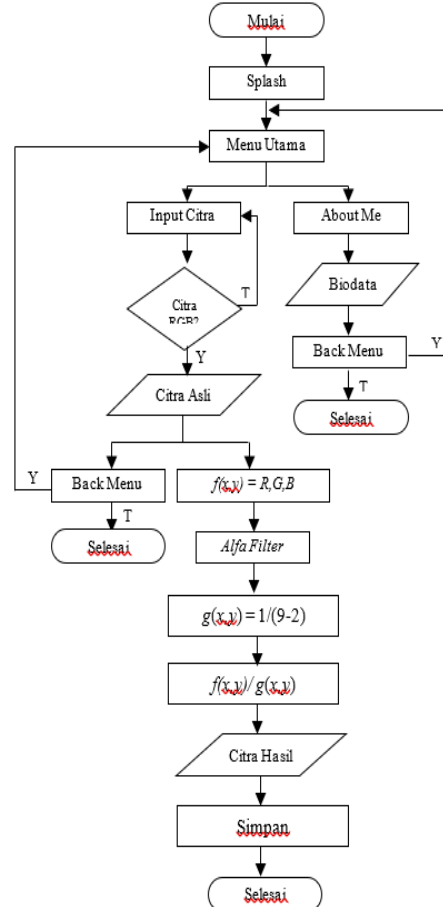 Mulai
Splash
Menu Utama
Input Citra
About Me
T
Citra
RGB?
Biodata
Y
Back Menu
Y
Citra Asli
T
Selesai
Y
Back Menu
f(x,y) = R,G,B
T
Selesai
Alfa Filter
g(x,y) = 1/(9-2)
f(x,y)/g(x,y)
Citra Hasil
Simpan
Selesai